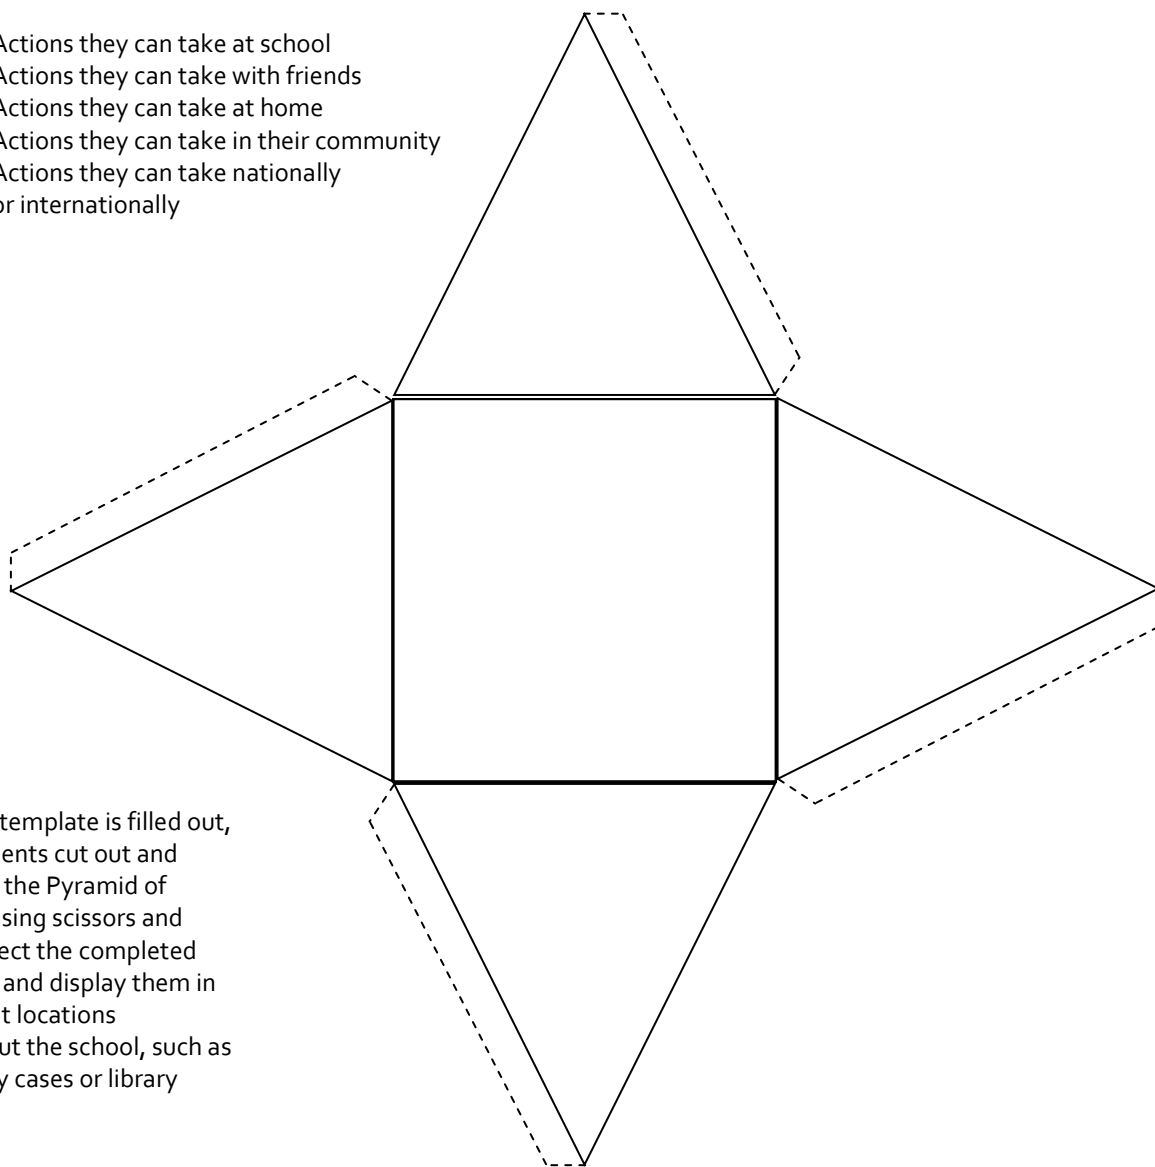 Actions they can take at school
Actions they can take with friends
Actions they can take at home
Actions they can take in their community
Actions they can take nationally
or internationally
template is filled out,
ents cut out and
the Pyramid of
sing scissors and
ect the completed
and display them in
t locations
ut the school, such as
y cases or library